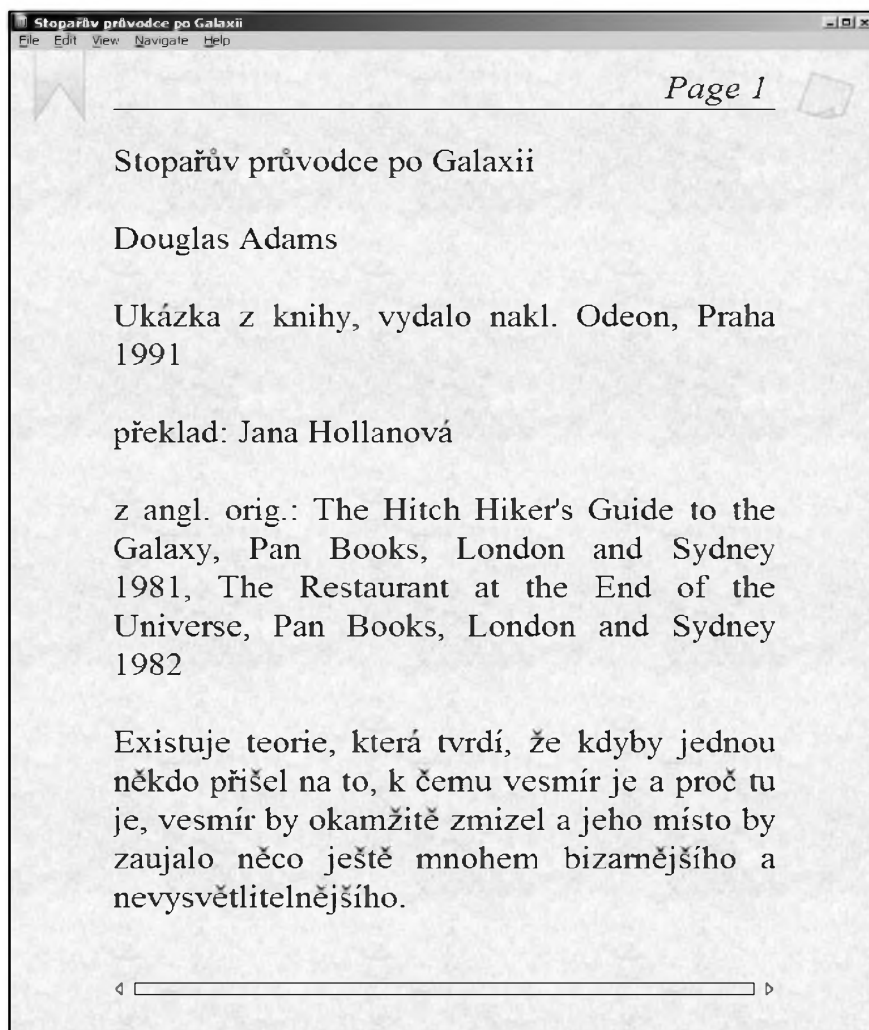 Stopařův průvodce po Galaxii
File Edit View Navigate Help
Page 1
Stopařův průvodce po Galaxii
Douglas Adams
Ukázka z knihy, vydalo nakl. Odeon, Praha
1991
překlad: Jana Hollanová
z angl. orig.: The Hitch Hiker's Guide to the
Galaxy, Pan Books, London and Sydney
1981, The Restaurant at the End of the
Universe, Pan Books, London and Sydney
1982
Existuje teorie, která tvrdí, že kdyby jednou
někdo přišel na to, k čemu vesmír je a proč tu
je, vesmír by okamžitě zmizel a jeho místo by
zaujalo něco ještě mnohem bizarnějšího a
nevysvětlitelnějšího.